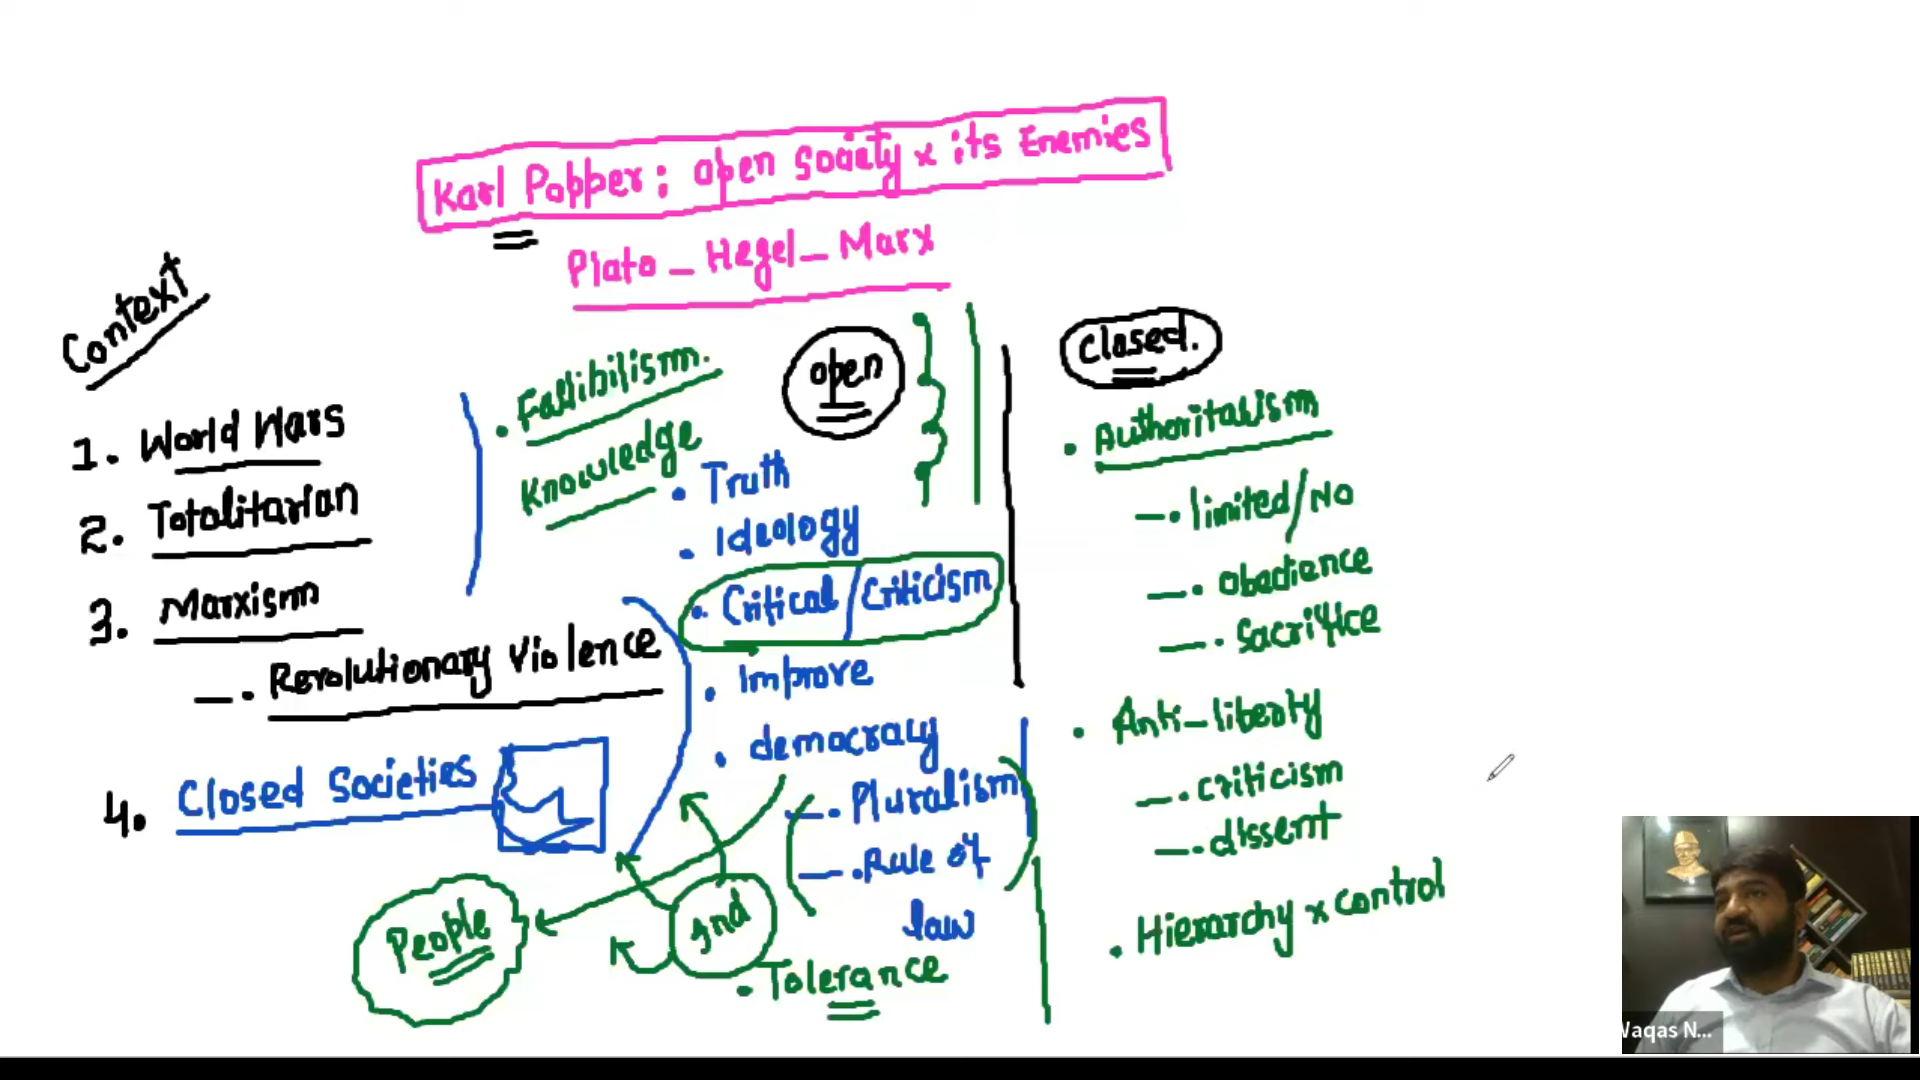 Karl Popper: open society x its Enemies
Plato - Hegel - Marx
Context
1. World Wars
2. Totalitarian
3. Marxism
- . Revolutionary Violence
4. Closed Societies
People
• Fallibilism.
Knowledge
open
• Truth
• Ideology
• Critical / Criticism
• Improve
• democracy
- . Pluralism
- . Rule of
law
Ind
• Tolerance
Closed.
• Authoritarism
- . limited/No
- . obedience
- . Sacrifice
• Anti-liberty
- . criticism
- . dissent
• Hierarchy x control
Waqas N...